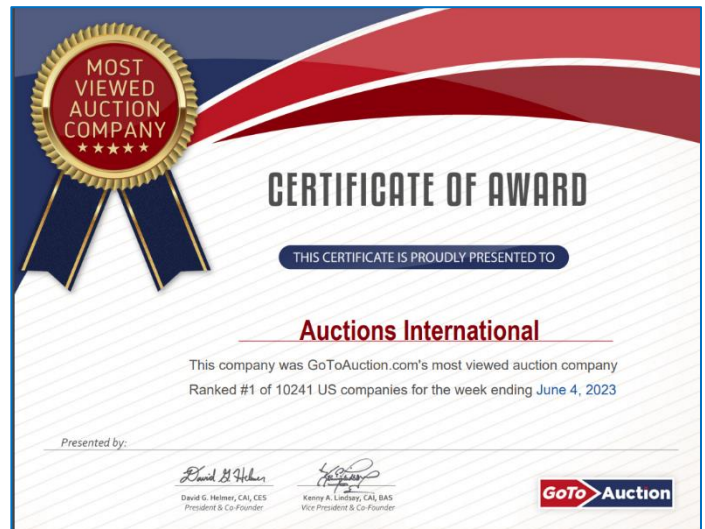 MOST
VIEWED
AUCTION
COMPANY
CERTIFICATE OF AWARD
THIS CERTIFICATE IS PROUDLY PRESENTED TO
Auctions International
This company was GoToAuction.com's most viewed auction company
Ranked #1 of 10241 US companies for the week ending June 4, 2023
Presented by:
David G Helmer
David G. Helmer, CAI, CES
President & Co-Founder
Kenny A. Lindsay, CAI, BAS
Vice President & Co-Founder
GoTo Auction